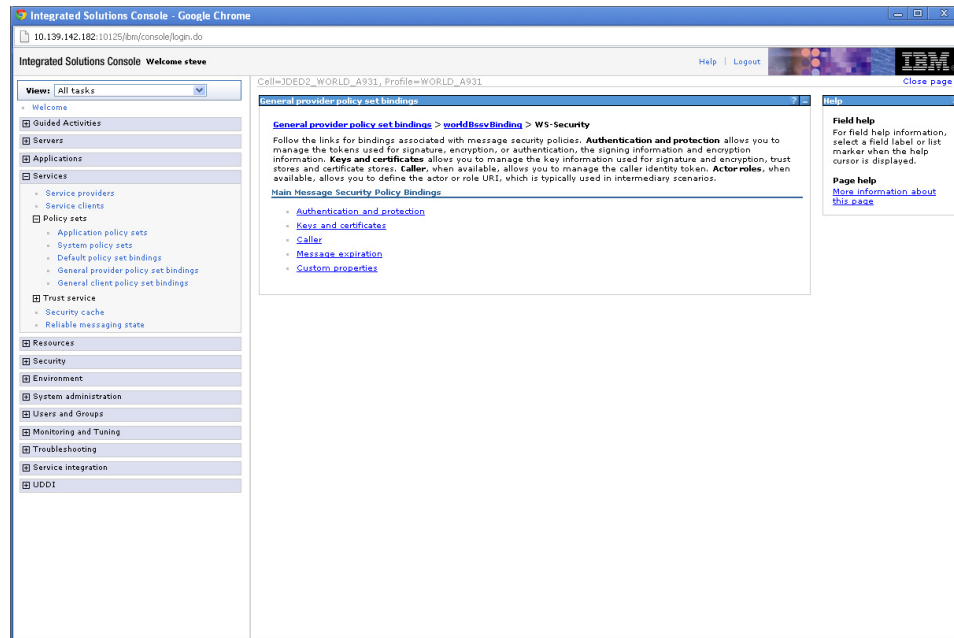 Integrated Solutions Console - Google Chrome
10.139.142.182:10125/ibm/console/login.do
Integrated Solutions Console Welcome steve
Help | Logout
IBM.
View: All tasks
Welcome
Guided Activities
Servers
Applications
Services
Service providers
Service clients
Policy sets
Application policy sets
System policy sets
Default policy set bindings
General provider policy set bindings
General client policy set bindings
Trust service
Security cache
Reliable messaging state
Resources
Security
Environment
System administration
Users and Groups
Monitoring and Tuning
Troubleshooting
Service integration
UDDI
Cell=JDED2_WORLD_A931, Profile=WORLD_A931
Close page
General provider policy set bindings
? -
General provider policy set bindings > worldBssvBinding > WS-Security
Follow the links for bindings associated with message security policies. Authentication and protection allows you to
manage the tokens used for signature, encryption, or authentication, the signing information and encryption
information. Keys and certificates allows you to manage the key information used for signature and encryption, trust
stores and certificate stores. Caller, when available, allows you to manage the caller identity token. Actor roles, when
available, allows you to define the actor or role URI, which is typically used in intermediary scenarios.
Main Message Security Policy Bindings
Authentication and protection
Keys and certificates
Caller
Message expiration
Custom properties
Help
Field help
For field help information,
select a field label or list
marker when the help
cursor is displayed.
Page help
More information about
this page